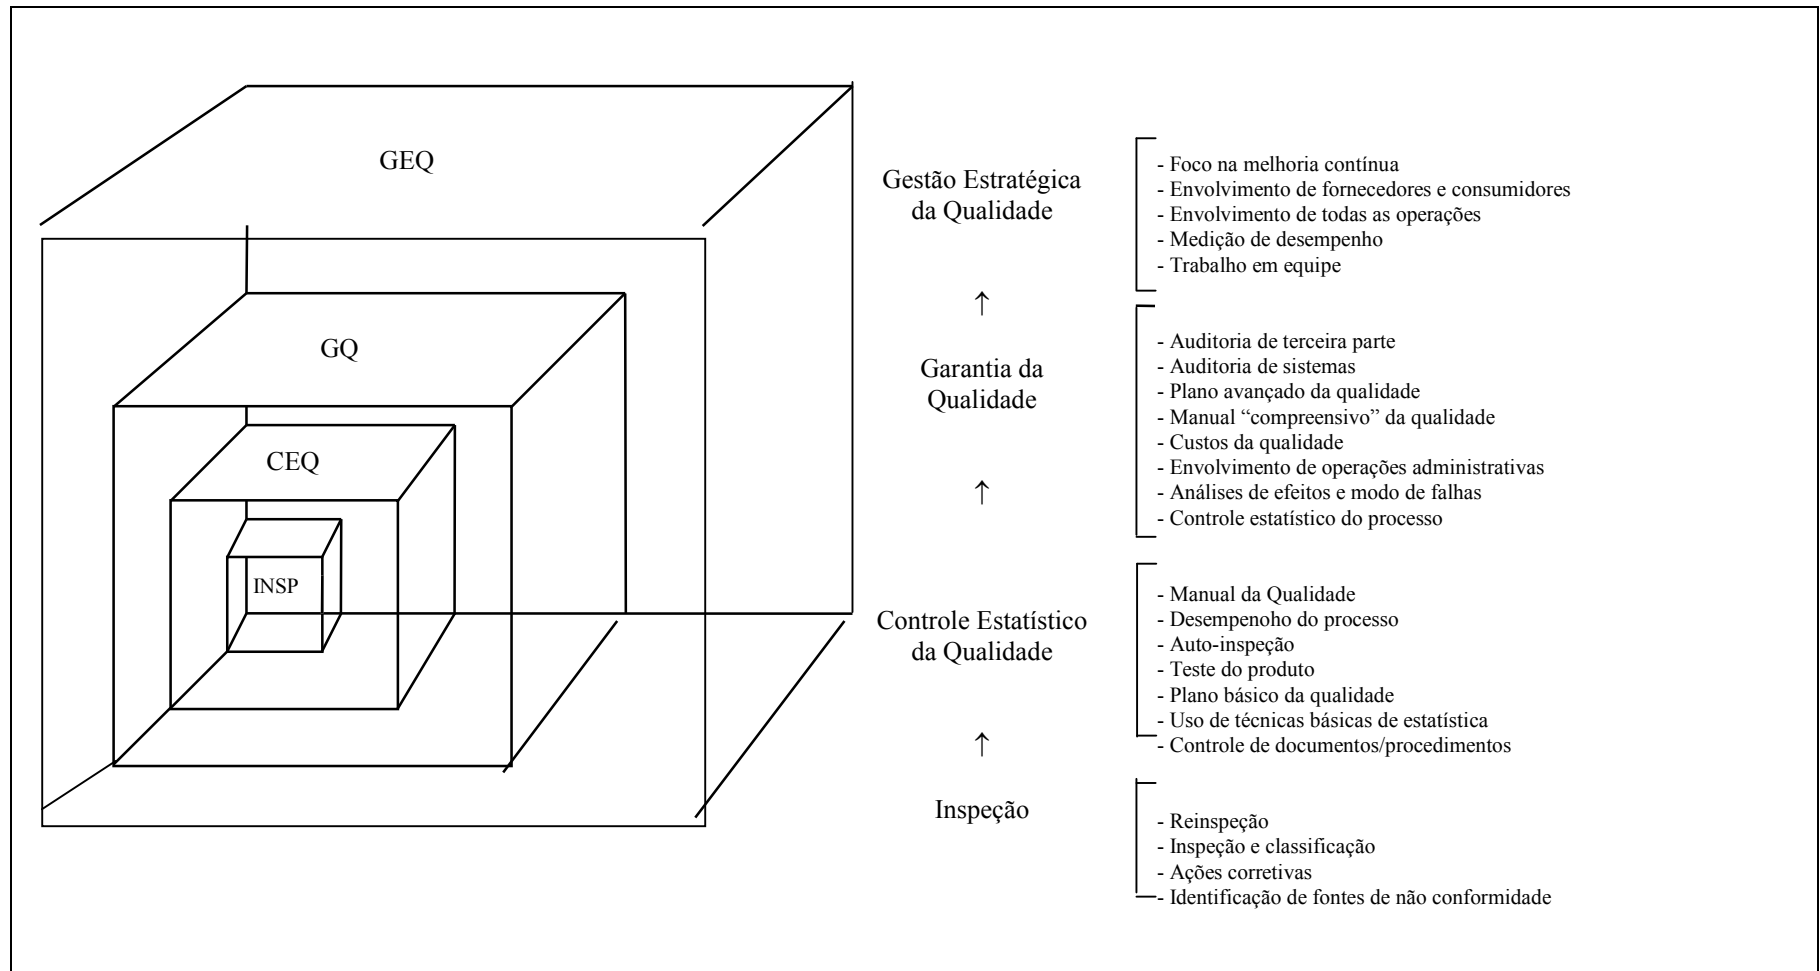 GEQ
GQ
CEQ
INSP
Gestão Estratégica
da Qualidade
- Foco na melhoria contínua
- Envolvimento de fornecedores e consumidores
- Envolvimento de todas as operações
- Medição de desempenho
- Trabalho em equipe
↑
Garantia da
Qualidade
- Auditoria de terceira parte
- Auditoria de sistemas
- Plano avançado da qualidade
- Manual “compreensivo” da qualidade
- Custos da qualidade
- Envolvimento de operações administrativas
- Análises de efeitos e modo de falhas
- Controle estatístico do processo
↑
Controle Estatístico
da Qualidade
- Manual da Qualidade
- Desempenoho do processo
- Auto-inspeção
- Teste do produto
- Plano básico da qualidade
- Uso de técnicas básicas de estatística
- Controle de documentos/procedimentos
↑
Inspeção
- Reinspeção
- Inspeção e classificação
- Ações corretivas
- Identificação de fontes de não conformidade